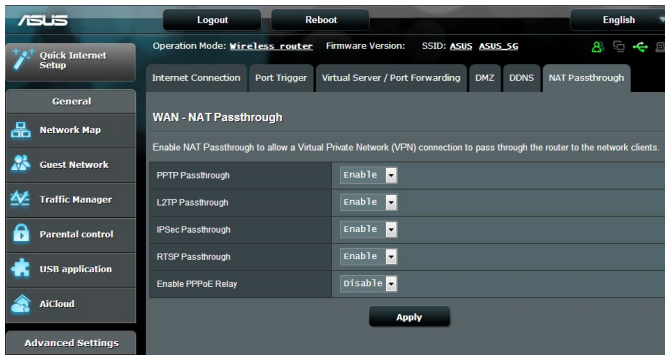 ASUS
Logout
Reboot
English
Quick Internet Setup
Operation Mode: Wireless router Firmware Version: SSID: ASUS ASUS_5G
Internet Connection
Port Trigger
Virtual Server / Port Forwarding
DMZ
DDNS
NAT Passthrough
General
Network Map
Guest Network
Traffic Manager
Parental control
USB application
AiCloud
Advanced Settings
WAN - NAT Passthrough
Enable NAT Passthrough to allow a Virtual Private Network (VPN) connection to pass through the router to the network clients.
PPTP Passthrough Enable
L2TP Passthrough Enable
IPSec Passthrough Enable
RTSP Passthrough Enable
Enable PPPoE Relay Disable
Apply